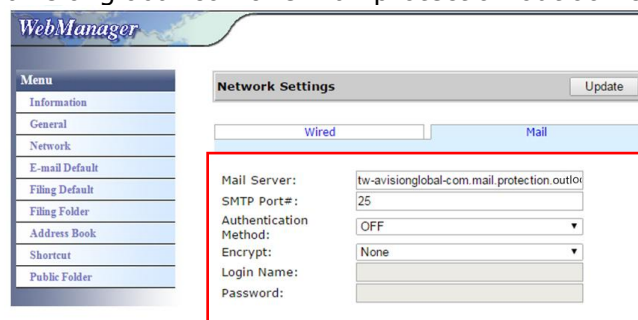 WebManager
Menu
Information
General
Network
E-mail Default
Filing Default
Filing Folder
Address Book
Shortcut
Public Folder
Network Settings
Update
Wired
Mail
Mail Server: tw-avisionglobal-com.mail.protection.outloo
SMTP Port#: 25
Authentication
Method: OFF
Encrypt: None
Login Name:
Password: